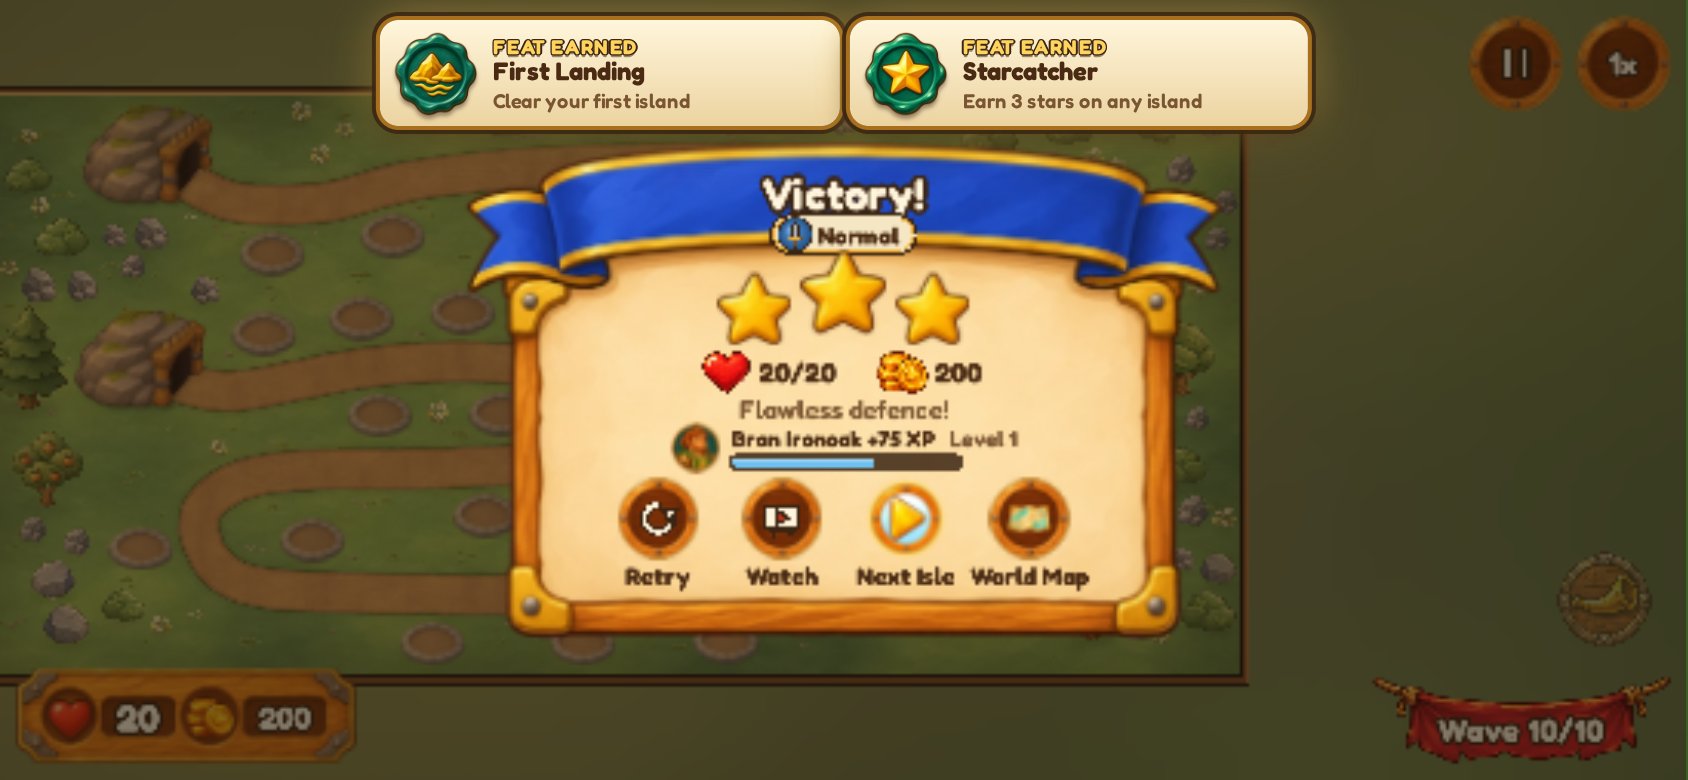 FEAT EARNED
First Landing
Clear your first island
FEAT EARNED
Starcatcher
Earn 3 stars on any island
1x
Victory!
Normal
20/20
200
Flawless defence!
Bran Ironoak +75 XP Level 1
Retry
Watch
Next Isle
World Map
20
200
Wave 10/10